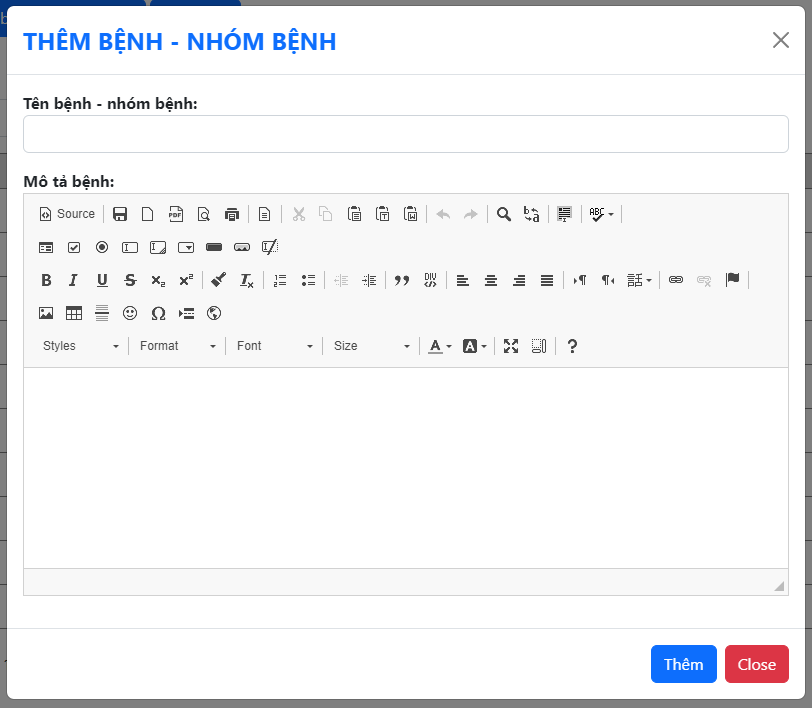 THÊM BỆNH - NHÓM BỆNH
Tên bệnh - nhóm bệnh:
Mô tả bệnh:
Source
Styles Format Font Size
Thêm Close